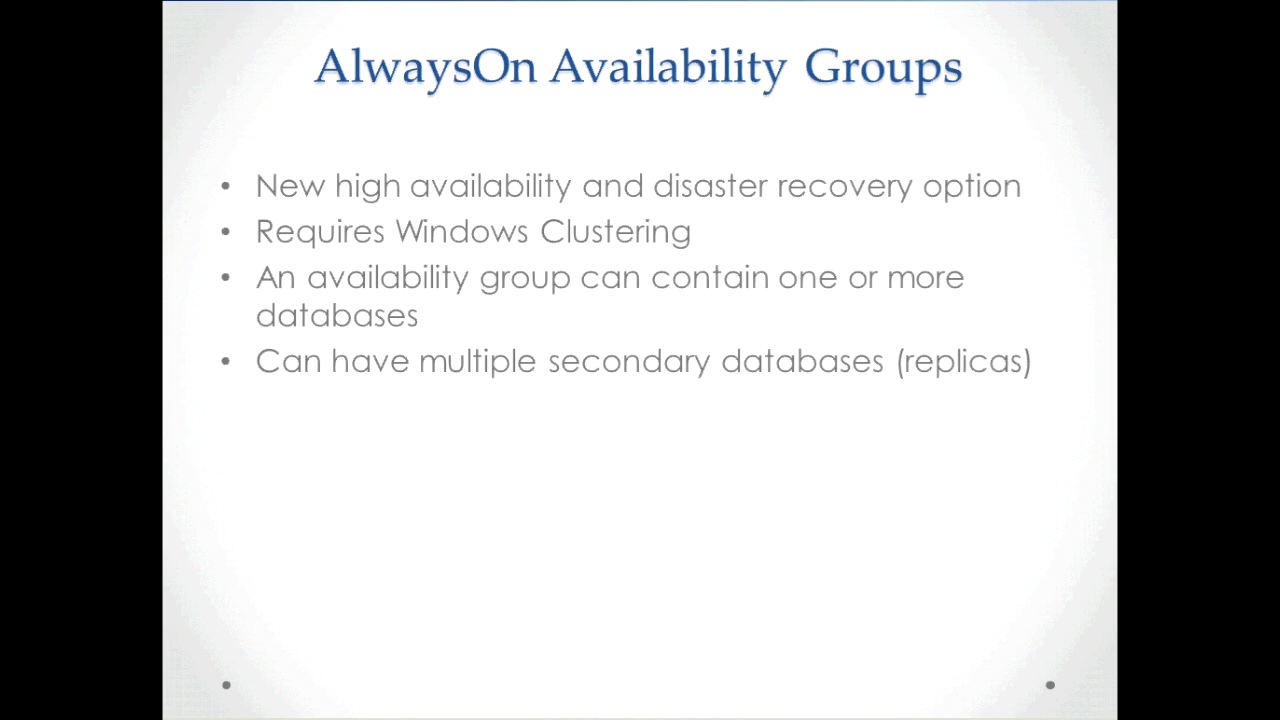 AlwaysOn Availability Groups
• New high availability and disaster recovery option
• Requires Windows Clustering
• An availability group can contain one or more
databases
• Can have multiple secondary databases (replicas)